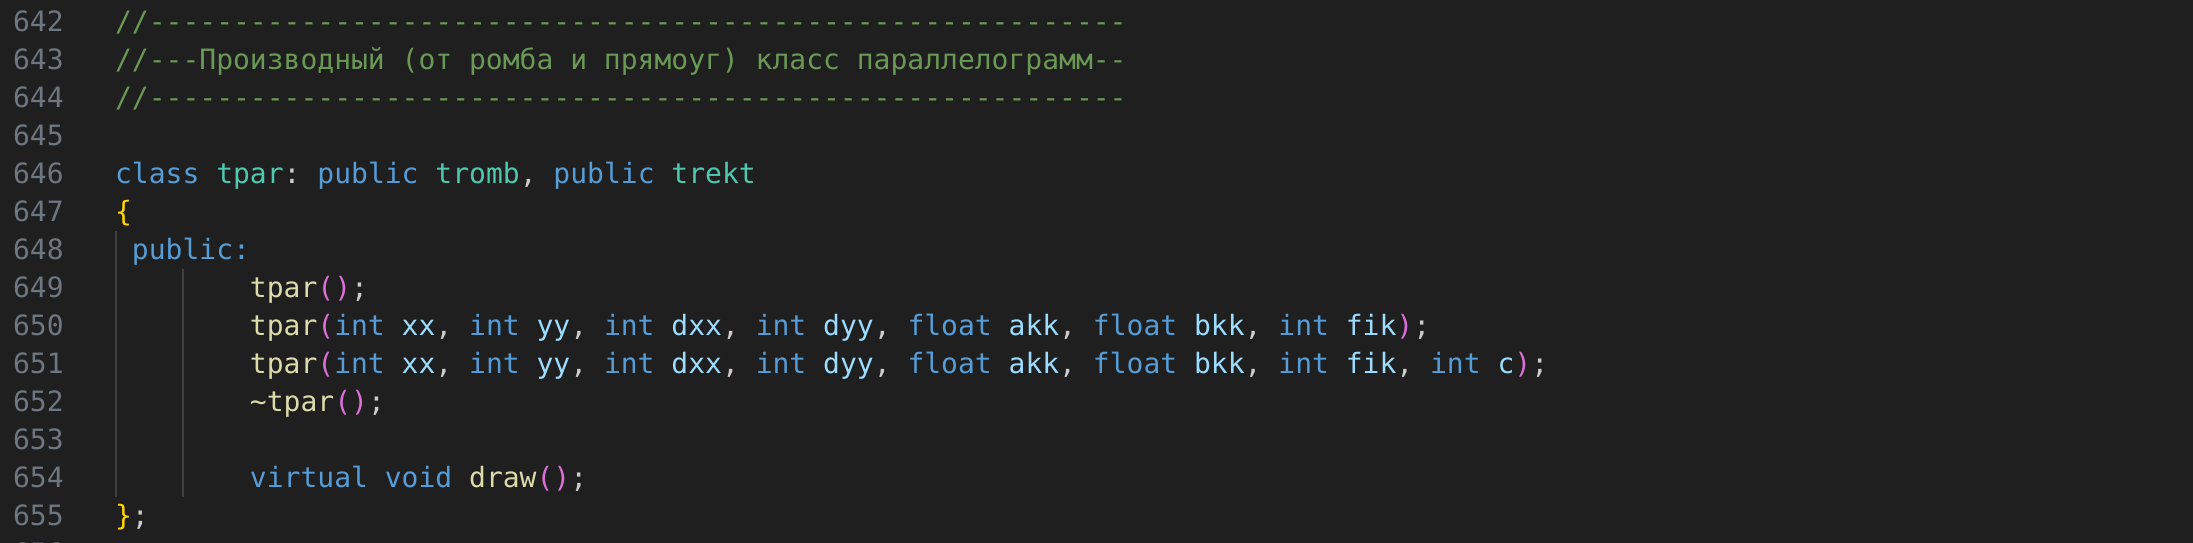 642 //----------------------------------------------------------
643 //---Производный (от ромба и прямоуг) класс параллелограмм--
644 //----------------------------------------------------------
645
646 class tpar: public tromb, public trekt
647 {
648 public:
649 tpar();
650 tpar(int xx, int yy, int dxx, int dyy, float akk, float bkk, int fik);
651 tpar(int xx, int yy, int dxx, int dyy, float akk, float bkk, int fik, int c);
652 ~tpar();
653
654 virtual void draw();
655 };